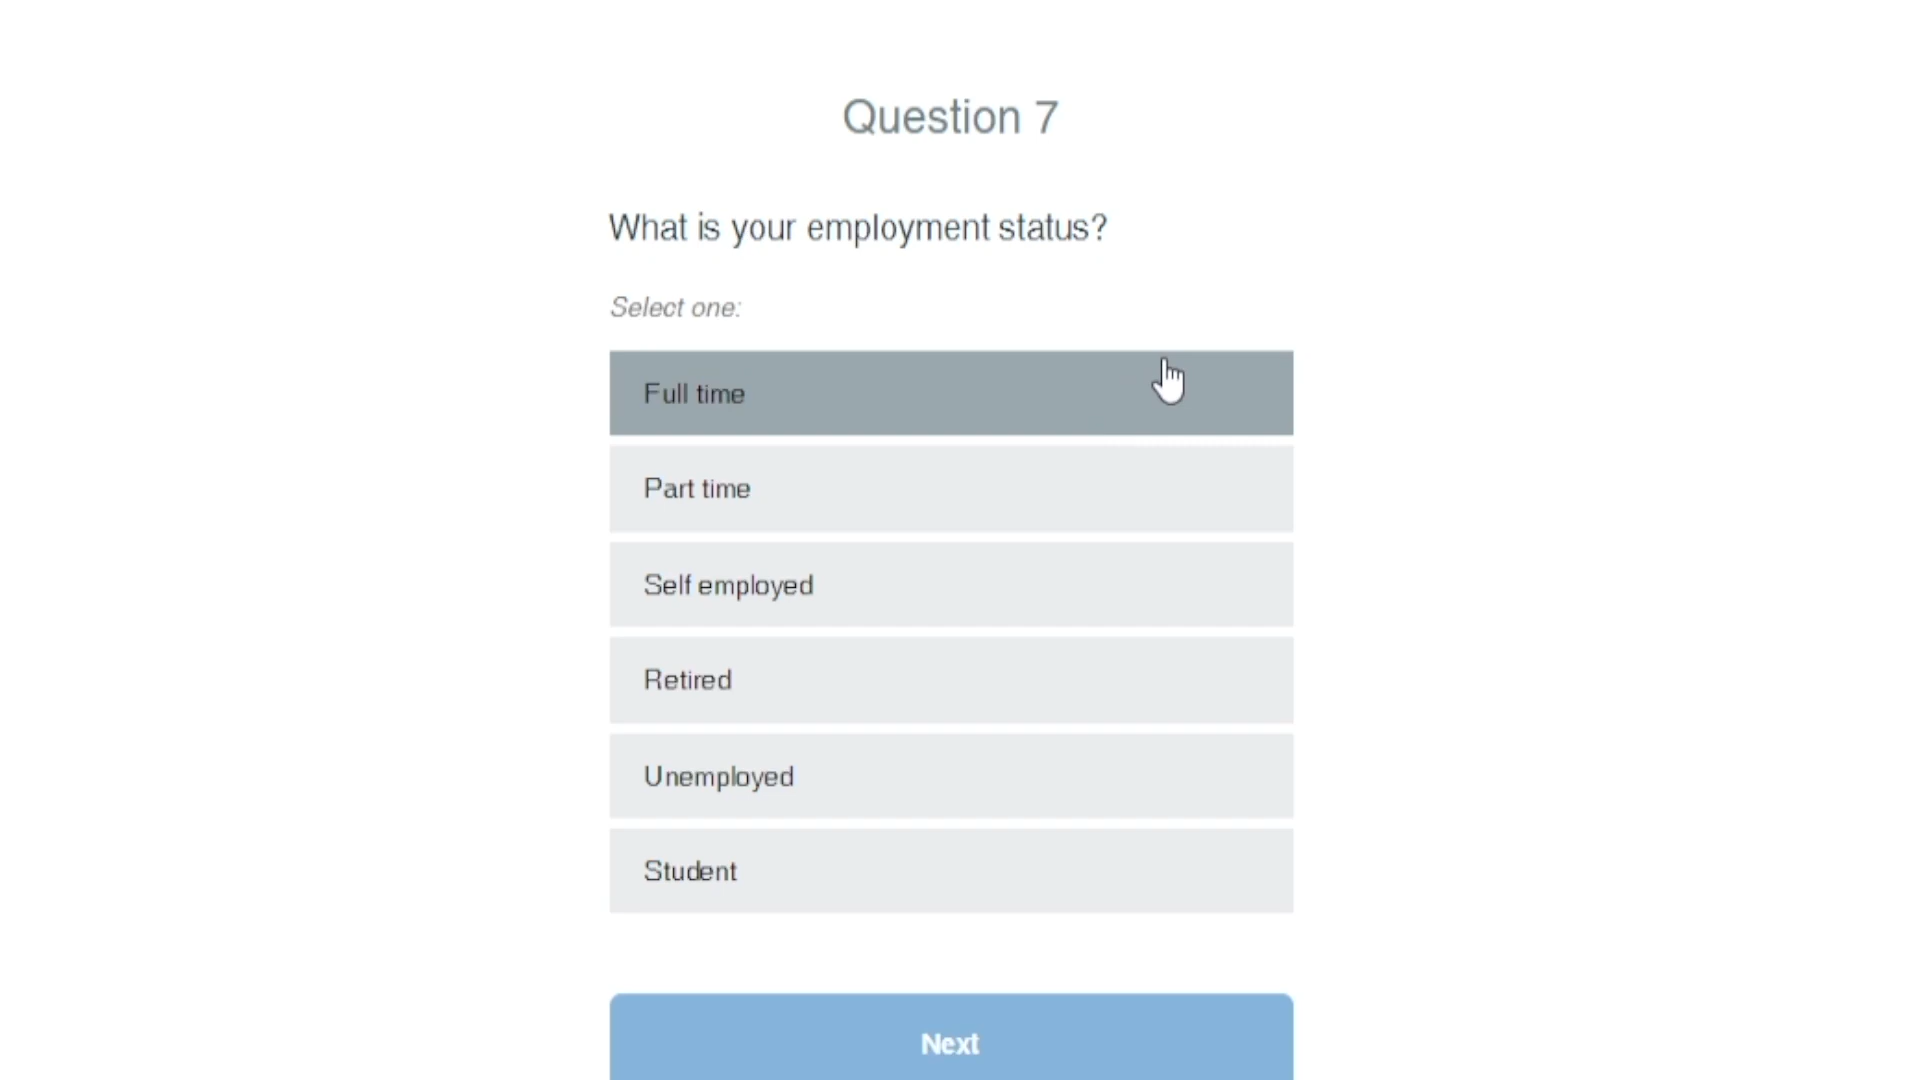 Question 7
What is your employment status?
Select one:
Full time
Part time
Self employed
Retired
Unemployed
Student
Next